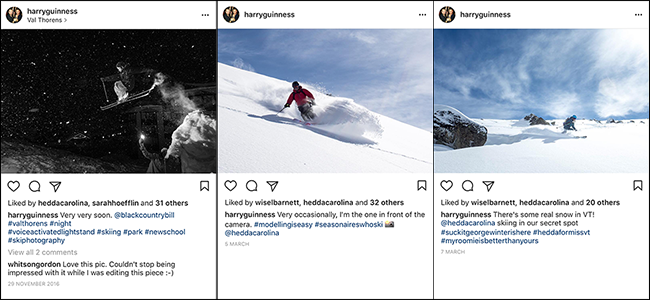 harryguinness
Val Thorens >
Liked by heddacarolina, sarahhoefflin and 31 others
harryguinness Very very soon. @blackcountrybill
#valthorens #night
#voiceactivatedlightstand #skiing #park #newschool
#skiphotography
View all 2 comments
whitsongordon Love this pic. Couldn't stop being
impressed with it while I was editing this piece :-)
29 NOVEMBER 2016
harryguinness
Liked by wiselbarnett, heddacarolina and 32 others
harryguinness Very occasionally, I'm the one in front of the
camera. #modellingiseasy #seasonaireswhoski 📸
@heddacarolina
5 MARCH
harryguinness
Liked by wiselbarnett, heddacarolina and 20 others
harryguinness There's some real snow in VT!
@heddacarolina skiing in our secret spot
#suckitgeorgewinterishere #heddaformissvt
#myroomieisbetterthanyours
7 MARCH